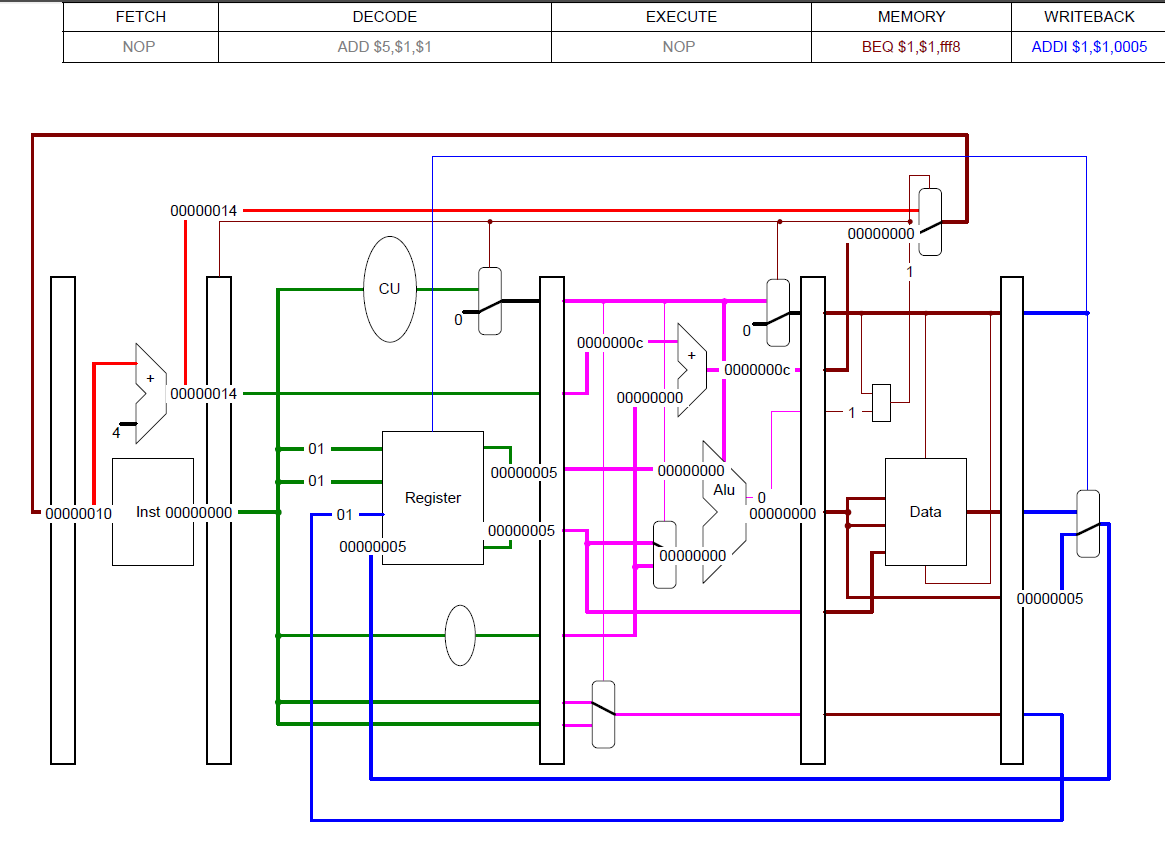 FETCH DECODE EXECUTE MEMORY WRITEBACK
NOP ADD $5,$1,$1 NOP BEQ $1,$1,fff8 ADDI $1,$1,0005
00000014
00000000
1
CU
0
0
0000000c
+
0000000c
+
00000014
00000000
4
1
01
00000005
00000000
01
Alu
0
Register
00000010
Inst
00000000
01
00000005
00000000
Data
00000005
00000000
00000005